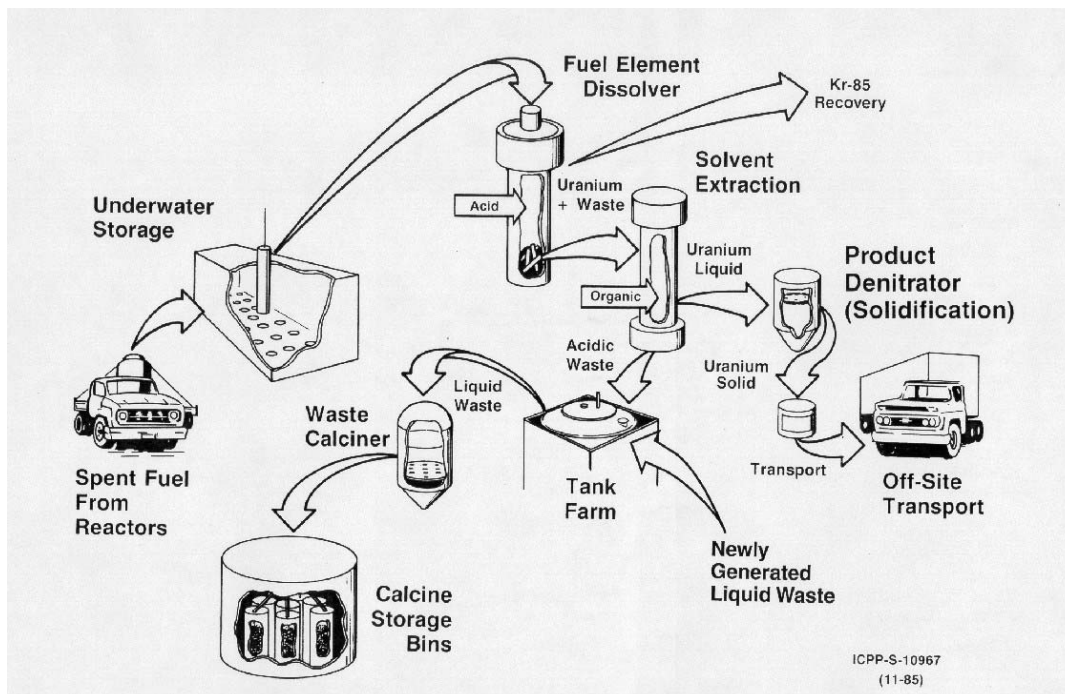 Fuel Element
Dissolver
Kr-85
Recovery
Solvent
Extraction
Underwater
Storage
Acid
Uranium
+ Waste
Uranium
Liquid
Product
Denitrator
(Solidification)
Organic
Acidic
Waste
Uranium
Solid
Liquid
Waste
Waste
Calciner
Spent Fuel
From
Reactors
Tank
Farm
Transport
Off-Site
Transport
Newly
Generated
Liquid Waste
Calcine
Storage
Bins
ICPP-S-10967
(11-85)